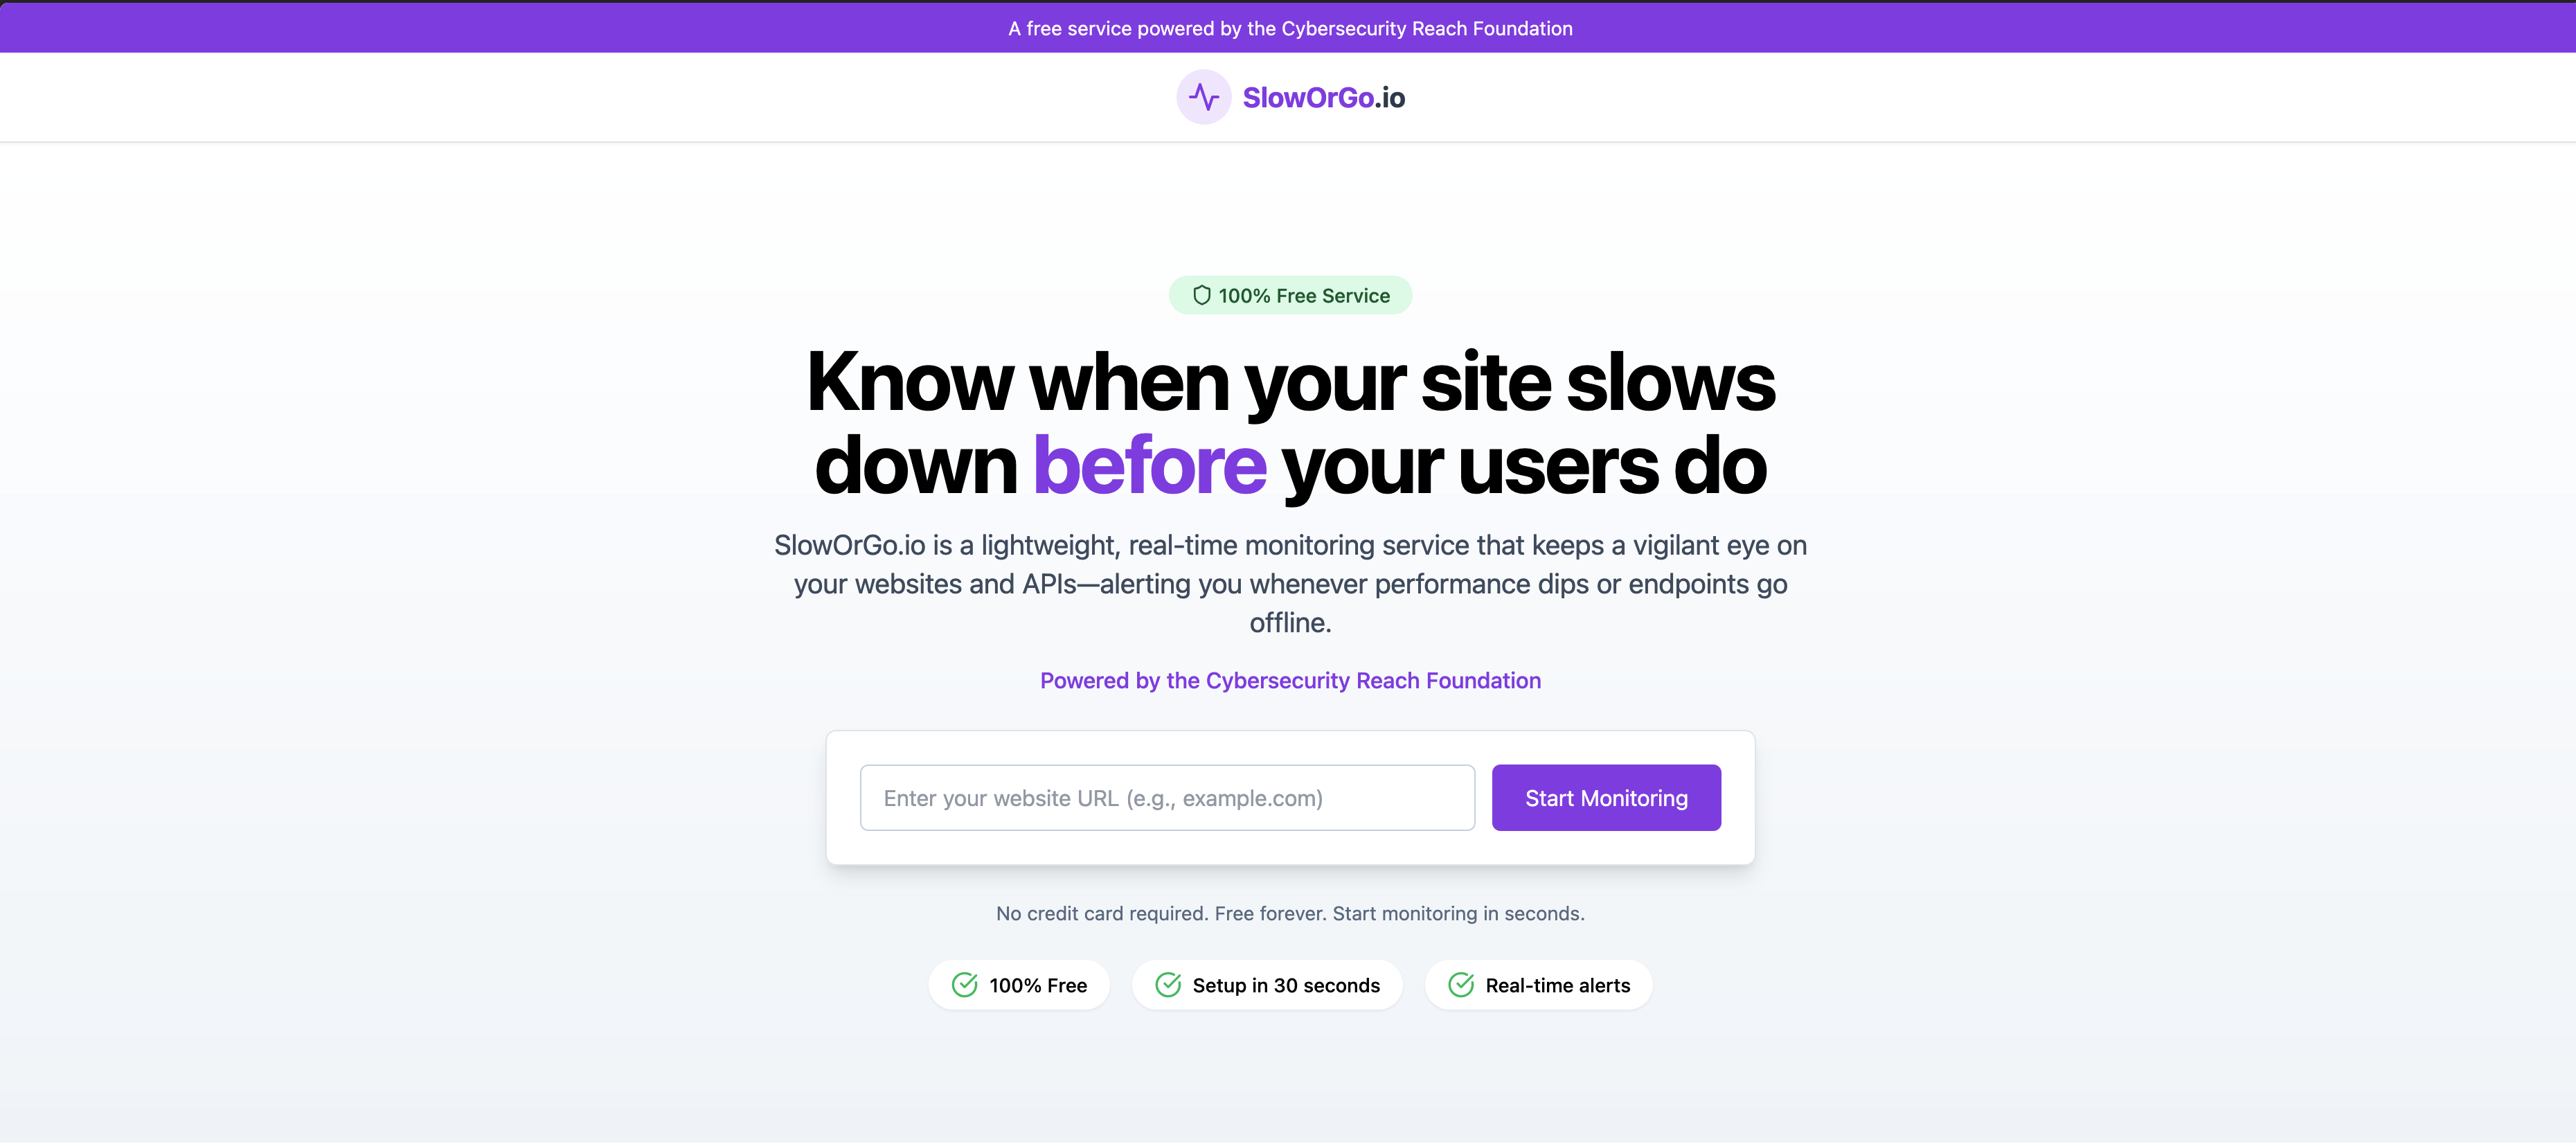 A free service powered by the Cybersecurity Reach Foundation
SlowOrGo.io
100% Free Service
Know when your site slows
down before your users do
SlowOrGo.io is a lightweight, real-time monitoring service that keeps a vigilant eye on
your websites and APIs—alerting you whenever performance dips or endpoints go
offline.
Powered by the Cybersecurity Reach Foundation
Enter your website URL (e.g., example.com)
Start Monitoring
No credit card required. Free forever. Start monitoring in seconds.
100% Free
Setup in 30 seconds
Real-time alerts